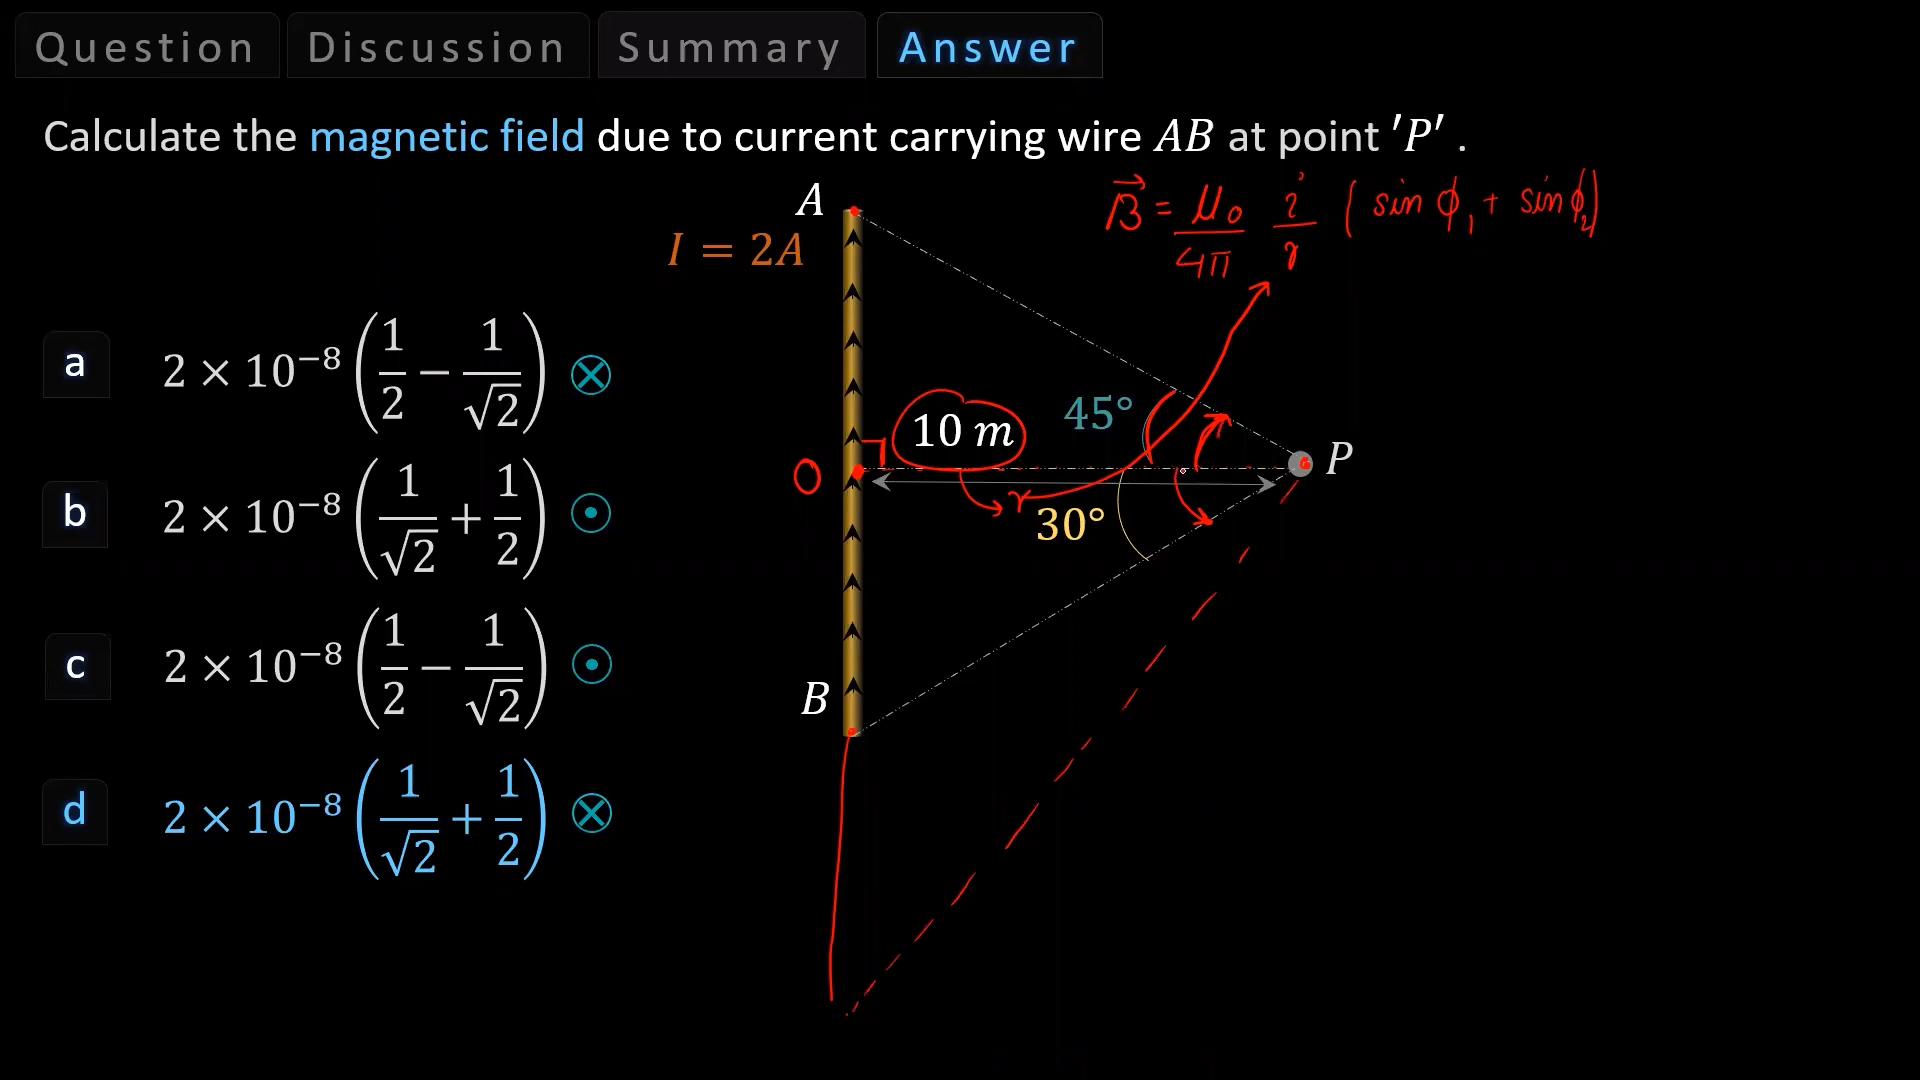 Question Discussion Summary Answer
Calculate the magnetic field due to current carrying wire AB at point 'P' .
A
I = 2A
B⃗ = μ₀/4π i/r ( sin ϕ₁ + sin ϕ₂)
a 2 × 10⁻⁸ (1/2 − 1/√2) ⊗
10 m
45°
O
P
r
30°
b 2 × 10⁻⁸ (1/√2 + 1/2) ⊙
c 2 × 10⁻⁸ (1/2 − 1/√2) ⊙
B
d 2 × 10⁻⁸ (1/√2 + 1/2) ⊗